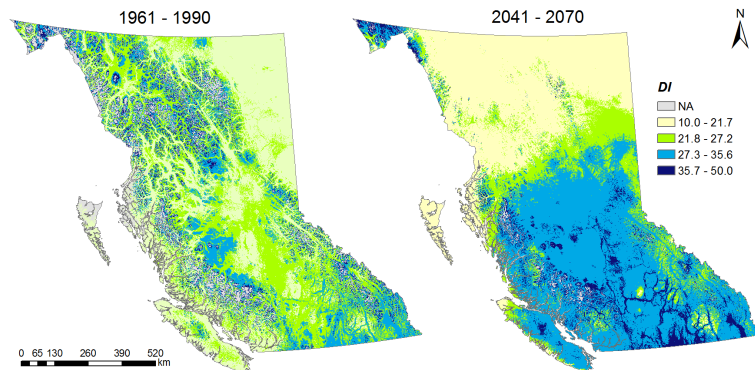 1961 - 1990
2041 - 2070
N
DI
NA
10.0 - 21.7
21.8 - 27.2
27.3 - 35.6
35.7 - 50.0
0 65 130 260 390 520
km